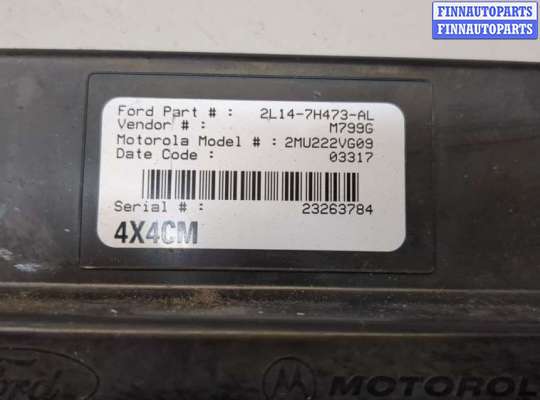 FINNAUTOPARTS
FINNAUTOPARTS
Ford Part # : 2L14-7H473-AL
Vendor # : M799G
Motorola Model # : 2MU222VG09
Date Code : 03317
Serial # : 23263784
4X4CM
Ford MOTOROL